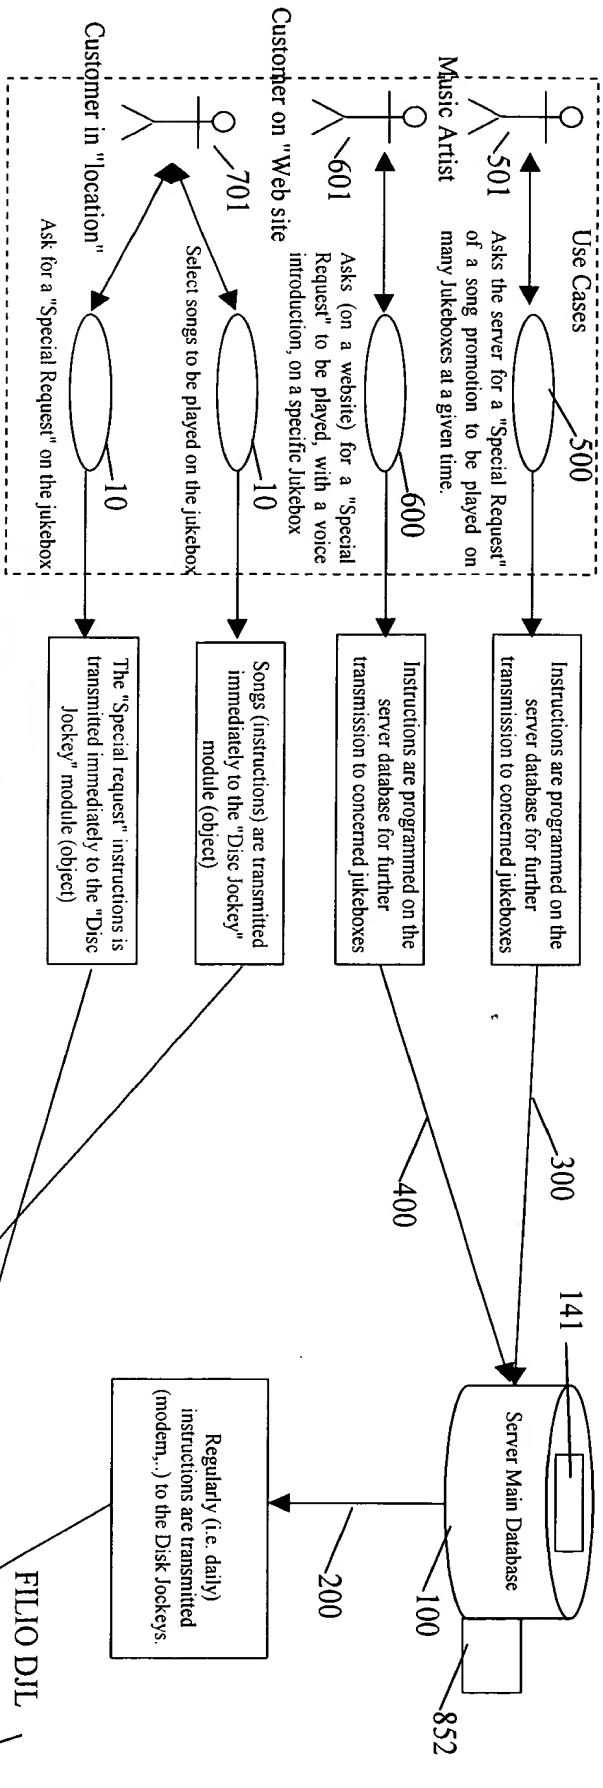 Use Cases
501
Music Artist
500
Asks the server for a "Special Request"
of a song promotion to be played on
many Jukeboxes at a given time.
Instructions are programmed on the
server database for further
transmission to concerned jukeboxes
300
601
Customer on "Web site
600
Asks (on a website) for a "Special
Request" to be played, with a voice
introduction, on a specific Jukebox
Instructions are programmed on the
server database for further
transmission to concerned jukeboxes
400
701
Customer in "location"
10
Select songs to be played on the jukebox
Songs (instructions) are transmitted
immediately to the "Disc Jockey"
module (object)
10
Ask for a "Special Request" on the jukebox
The "Special request" instructions is
transmitted immediately to the "Disc
Jockey" module (object)
141
Server Main Database
100
852
200
Regularly (i.e. daily)
instructions are transmitted
(modem,..) to the Disk Jockeys.
FILIO DJL